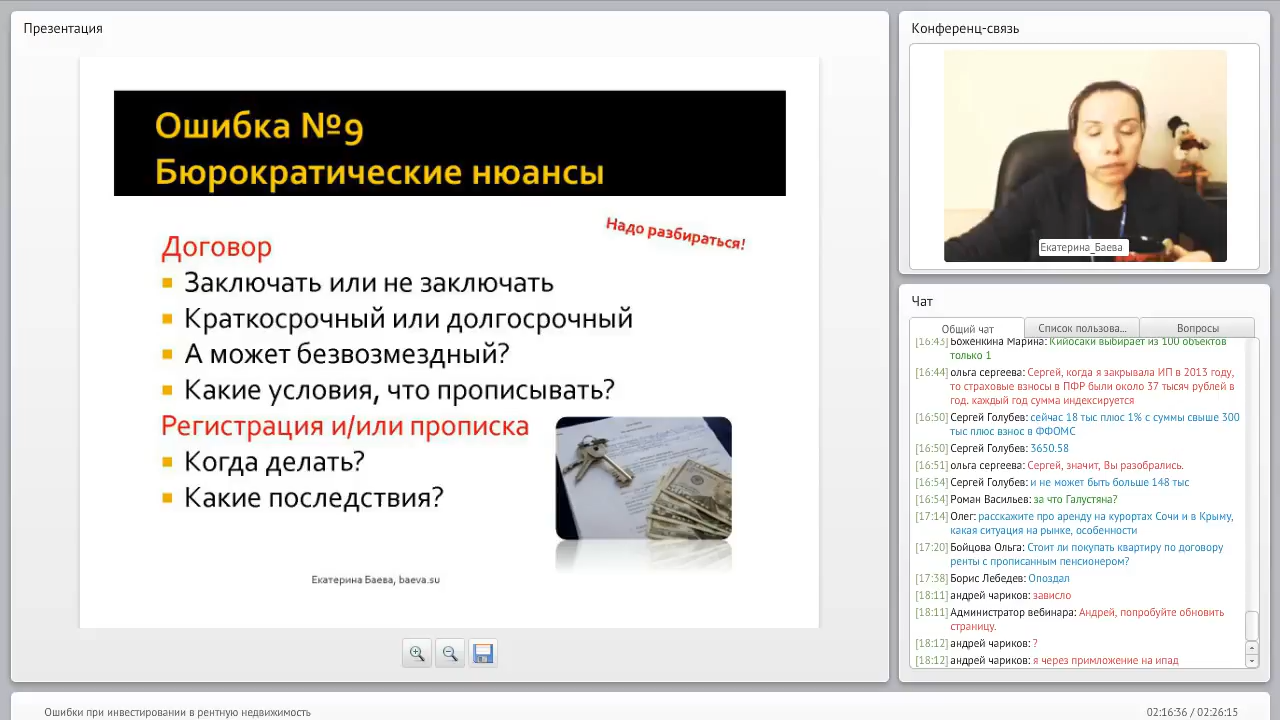 Презентация
Ошибка №9
Бюрократические нюансы
Надо разбираться!
Договор
Заключать или не заключать
Краткосрочный или долгосрочный
А может безвозмездный?
Какие условия, что прописывать?
Регистрация и/или прописка
Когда делать?
Какие последствия?
Екатерина Баева, baeva.su
Конференц-связь
Екатерина_Баева
Чат
Общий чат
Список пользова...
Вопросы
[16:43] Боженкина Марина: Кийосаки выбирает из 100 объектов
только 1
[16:44] ольга сергеева: Сергей, когда я закрывала ИП в 2013 году,
то страховые взносы в ПФР были около 37 тысяч рублей в
год. каждый год сумма индексируется
[16:50] Сергей Голубев: сейчас 18 тыс плюс 1% с суммы свыше 300
тыс плюс взнос в ФФОМС
[16:50] Сергей Голубев: 3650.58
[16:51] ольга сергеева: Сергей, значит, Вы разобрались.
[16:54] Сергей Голубев: и не может быть больше 148 тыс
[16:54] Роман Васильев: за что Галустяна?
[17:14] Олег: расскажите про аренду на курортах Сочи и в Крыму,
какая ситуация на рынке, особенности
[17:20] Бойцова Ольга: Стоит ли покупать квартиру по договору
ренты с прописанным пенсионером?
[17:38] Борис Лебедев: Опоздал
[18:11] андрей чариков: зависло
[18:11] Администратор вебинара: Андрей, попробуйте обновить
страницу.
[18:12] андрей чариков: ?
[18:12] андрей чариков: я через примложение на ипад
Ошибки при инвестировании в рентную недвижимость
02:16:36 / 02:26:15